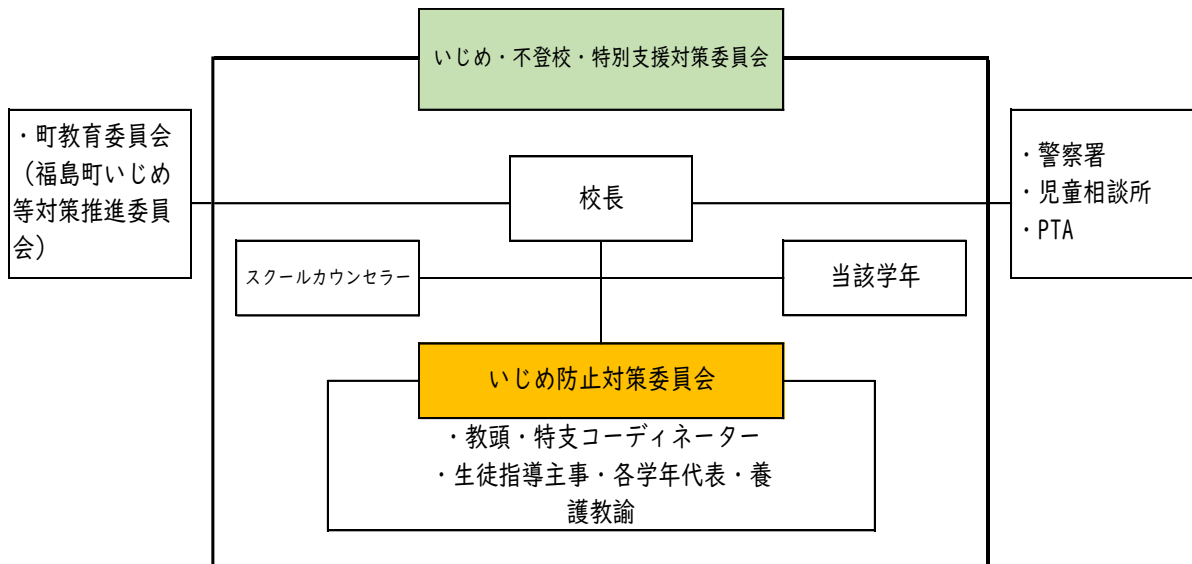 いじめ・不登校・特別支援対策委員会
・町教育委員会
（福島町いじめ
等対策推進委員
会）
校長
・警察署
・児童相談所
・PTA
スクールカウンセラー
当該学年
いじめ防止対策委員会
・教頭・特支コーディネーター
・生徒指導主事・各学年代表・養
護教諭